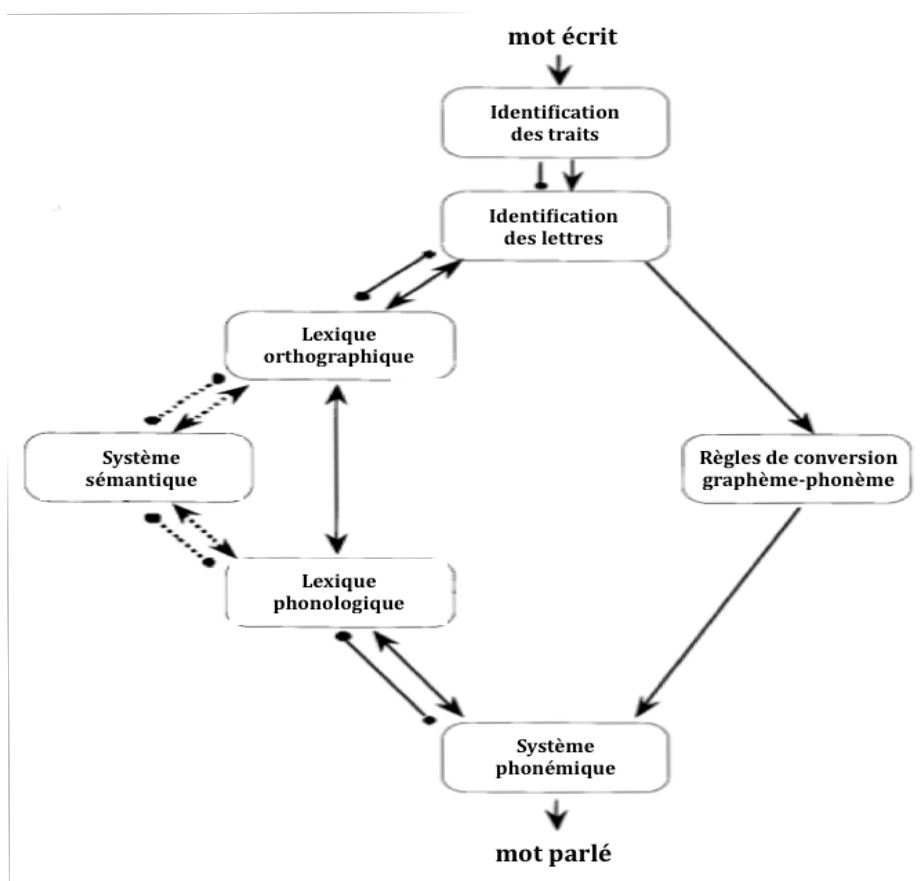 mot écrit
Identification
des traits
Identification
des lettres
Lexique
orthographique
Système
sémantique
Règles de conversion
graphème-phonème
Lexique
phonologique
Système
phonémique
mot parlé